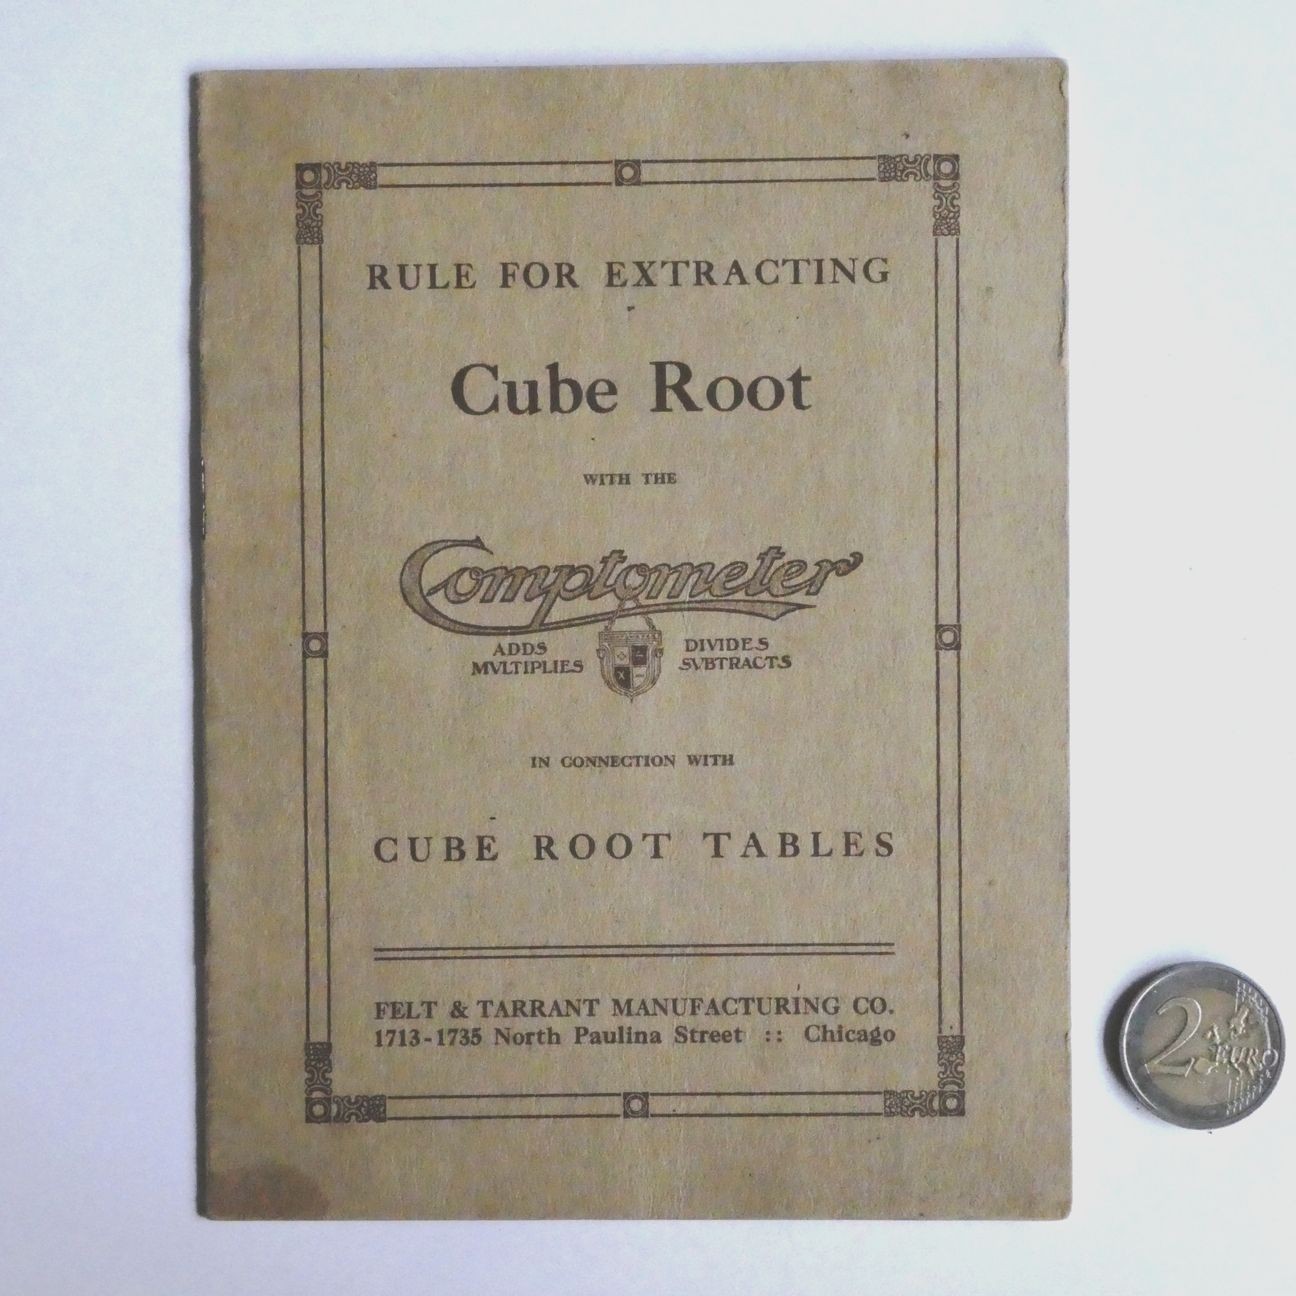 RULE FOR EXTRACTING
Cube Root
WITH THE
Comptometer
ADDS DIVIDES
MVLTIPLIES SVBTRACTS
IN CONNECTION WITH
CUBE ROOT TABLES
FELT & TARRANT MANUFACTURING CO.
1713-1735 North Paulina Street :: Chicago
2 EURO